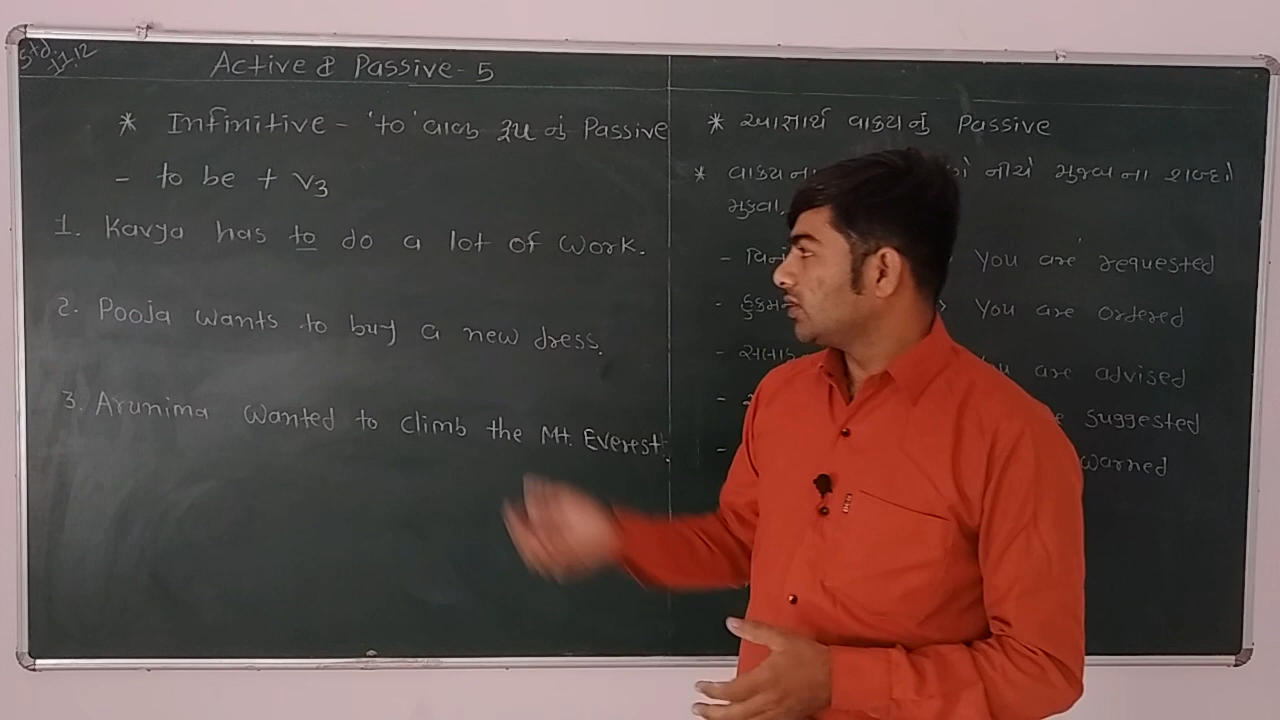 Std. 11.12
Active & Passive - 5
* Infinitive - 'to' વાળા રૂપ નું Passive
- to be + V3
1. Kavya has to do a lot of work.
2. Pooja wants to buy a new dress.
3. Arunima wanted to climb the Mt. Everest.
* આજ્ઞાર્થ વાક્યનું Passive
* વાક્યના નીચે મુજબ ના શબ્દો
મુકવા.
- You are requested
- You are ordered
- are advised
- suggested
- warned